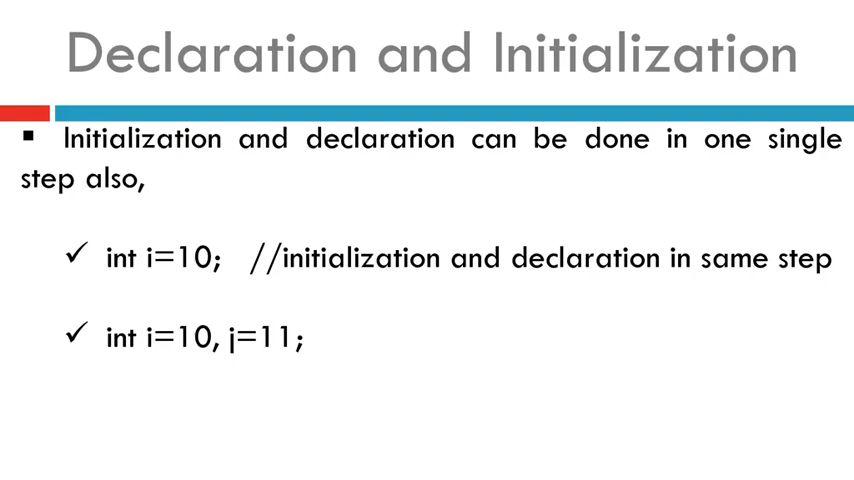 Declaration and Initialization
▪ Initialization and declaration can be done in one single
step also,
✓ int i=10; //initialization and declaration in same step
✓ int i=10, j=11;